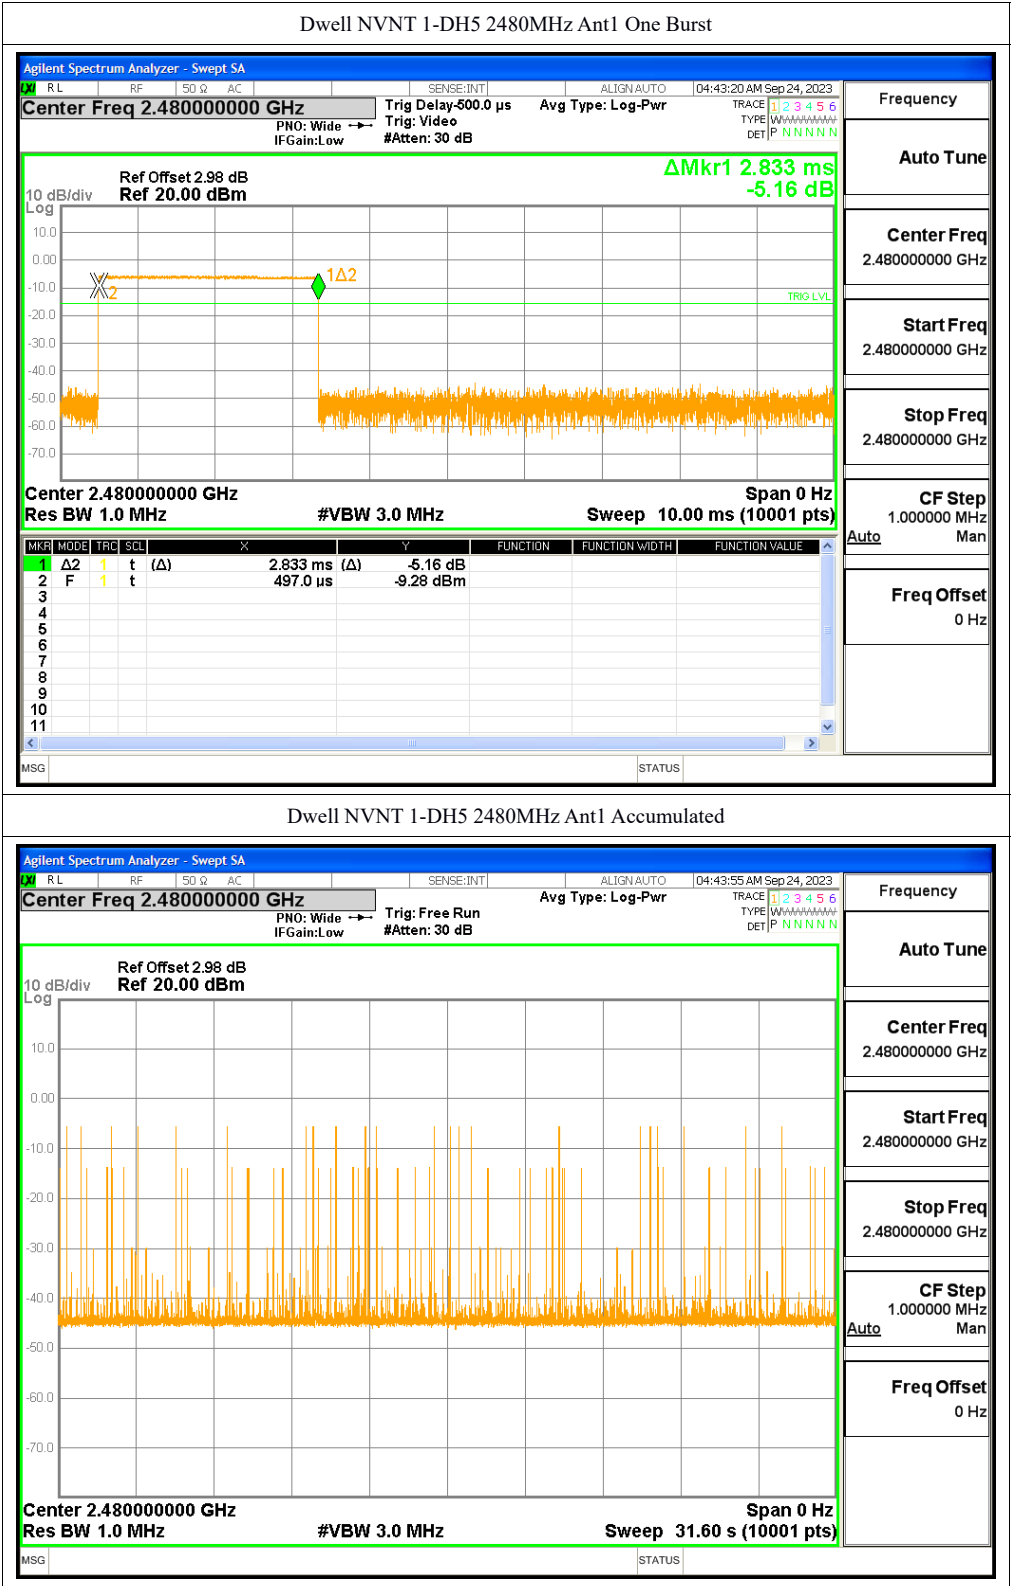 Dwell NVNT 1-DH5 2480MHz Ant1 One Burst
Agilent Spectrum Analyzer - Swept SA
LXI RL RF 50 Ω AC SENSE:INT ALIGN AUTO 04:43:20 AM Sep 24, 2023
Center Freq 2.480000000 GHz
Trig Delay-500.0 µs Avg Type: Log-Pwr
PNO: Wide Trig: Video
IFGain:Low #Atten: 30 dB
TRACE 1 2 3 4 5 6
TYPE
DET P N N N N N
Frequency
Auto Tune
Center Freq
2.480000000 GHz
Start Freq
2.480000000 GHz
Stop Freq
2.480000000 GHz
CF Step
1.000000 MHz
Auto Man
Freq Offset
0 Hz
ΔMkr1 2.833 ms
-5.16 dB
Ref Offset 2.98 dB
10 dB/div Ref 20.00 dBm
Log
10.0
0.00
-10.0
-20.0
-30.0
-40.0
-50.0
-60.0
-70.0
2
1Δ2
TRIG LVL
Center 2.480000000 GHz Span 0 Hz
Res BW 1.0 MHz #VBW 3.0 MHz Sweep 10.00 ms (10001 pts)
MKR MODE TRC SCL X Y FUNCTION FUNCTION WIDTH FUNCTION VALUE
1 Δ2 1 t (Δ) 2.833 ms (Δ) -5.16 dB
2 F 1 t 497.0 µs -9.28 dBm
3
4
5
6
7
8
9
10
11
MSG STATUS
Dwell NVNT 1-DH5 2480MHz Ant1 Accumulated
Agilent Spectrum Analyzer - Swept SA
LXI RL RF 50 Ω AC SENSE:INT ALIGN AUTO 04:43:55 AM Sep 24, 2023
Center Freq 2.480000000 GHz
Avg Type: Log-Pwr
PNO: Wide Trig: Free Run
IFGain:Low #Atten: 30 dB
TRACE 1 2 3 4 5 6
TYPE
DET P N N N N N
Frequency
Auto Tune
Center Freq
2.480000000 GHz
Start Freq
2.480000000 GHz
Stop Freq
2.480000000 GHz
CF Step
1.000000 MHz
Auto Man
Freq Offset
0 Hz
Ref Offset 2.98 dB
10 dB/div Ref 20.00 dBm
Log
10.0
0.00
-10.0
-20.0
-30.0
-40.0
-50.0
-60.0
-70.0
Center 2.480000000 GHz Span 0 Hz
Res BW 1.0 MHz #VBW 3.0 MHz Sweep 31.60 s (10001 pts)
MSG STATUS